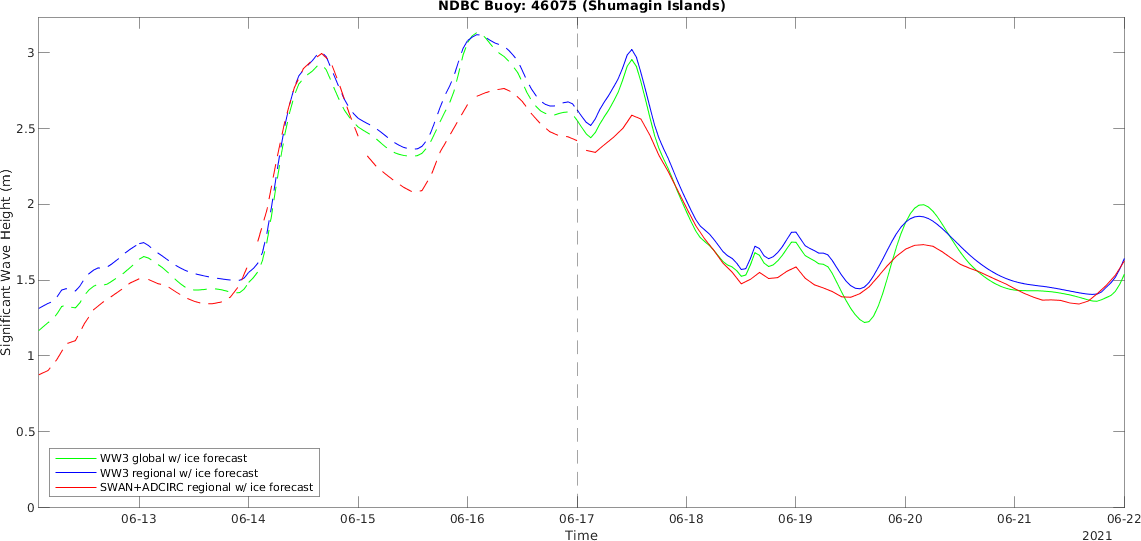 NDBC Buoy: 46075 (Shumagin Islands)
3
2.5
2
1.5
1
0.5
0
Significant Wave Height (m)
WW3 global w/ ice forecast
WW3 regional w/ ice forecast
SWAN+ADCIRC regional w/ ice forecast
06-13 06-14 06-15 06-16 06-17 06-18 06-19 06-20 06-21 06-22
Time
2021